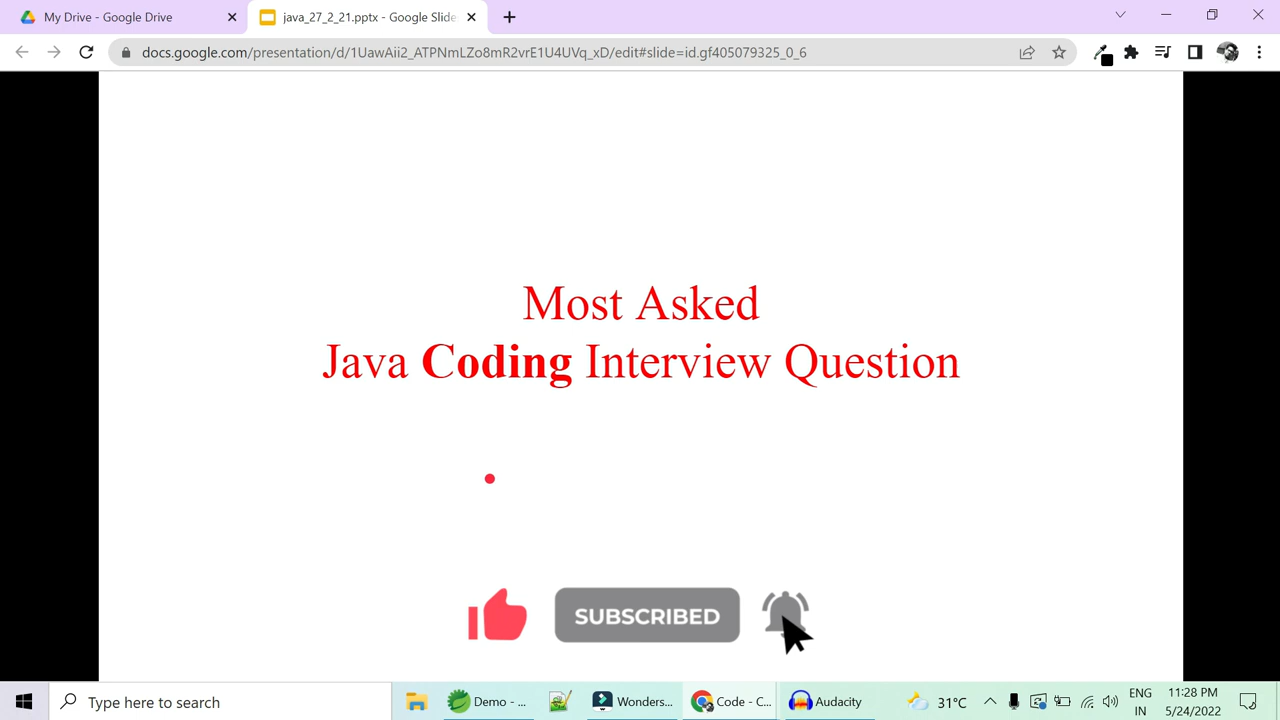 My Drive - Google Drive
java_27_2_21.pptx - Google Slide
docs.google.com/presentation/d/1UawAii2_ATPNmLZo8mR2vrE1U4UVq_xD/edit#slide=id.gf405079325_0_6
Most Asked
Java Coding Interview Question
SUBSCRIBED
Type here to search
Demo - ...
Wonders...
Code - C...
Audacity
31°C
ENG
IN
11:28 PM
5/24/2022